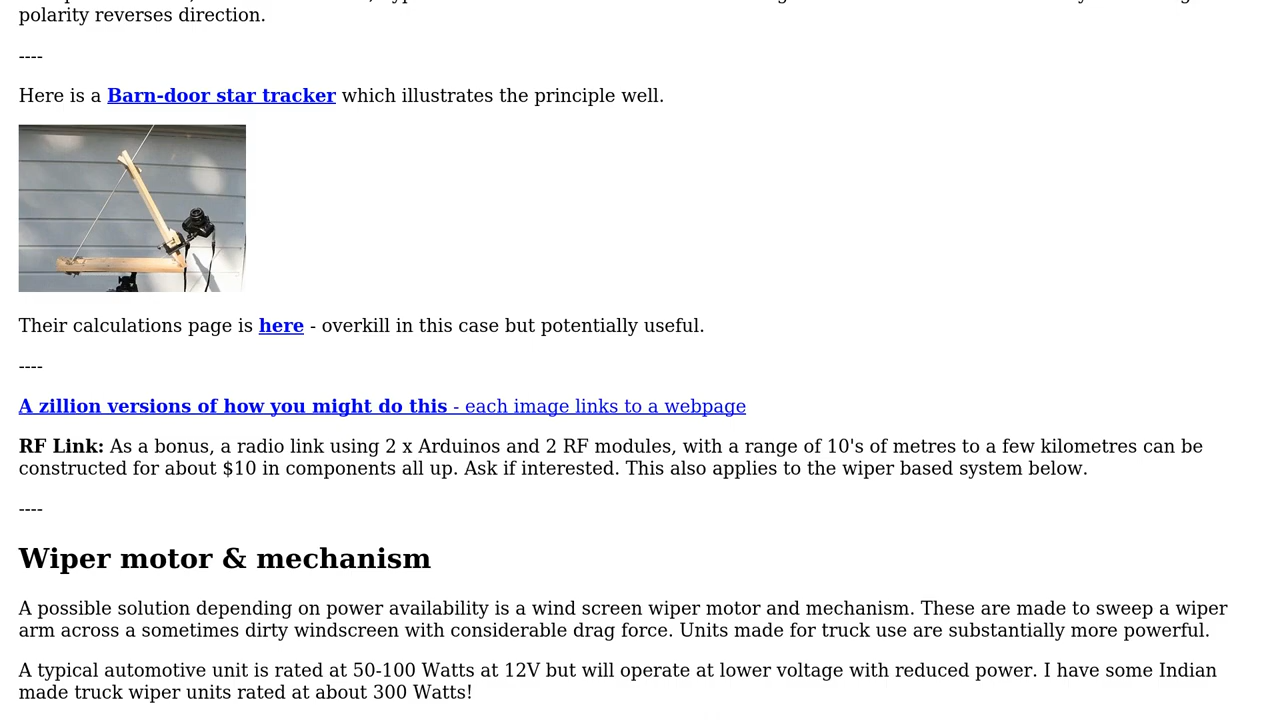 polarity reverses direction.
----
Here is a Barn-door star tracker which illustrates the principle well.
Their calculations page is here - overkill in this case but potentially useful.
----
A zillion versions of how you might do this - each image links to a webpage
RF Link: As a bonus, a radio link using 2 x Arduinos and 2 RF modules, with a range of 10's of metres to a few kilometres can be
constructed for about $10 in components all up. Ask if interested. This also applies to the wiper based system below.
----
Wiper motor & mechanism
A possible solution depending on power availability is a wind screen wiper motor and mechanism. These are made to sweep a wiper
arm across a sometimes dirty windscreen with considerable drag force. Units made for truck use are substantially more powerful.
A typical automotive unit is rated at 50-100 Watts at 12V but will operate at lower voltage with reduced power. I have some Indian
made truck wiper units rated at about 300 Watts!